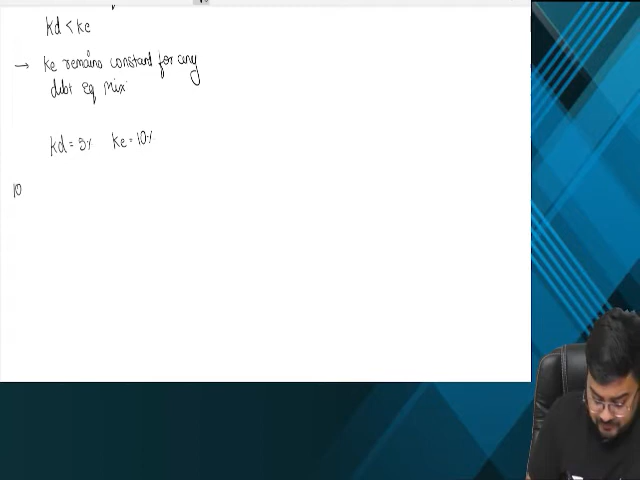 Kd < Ke
→ Ke remains constant for any
debt eq mix
Kd = 5% Ke = 10%
10